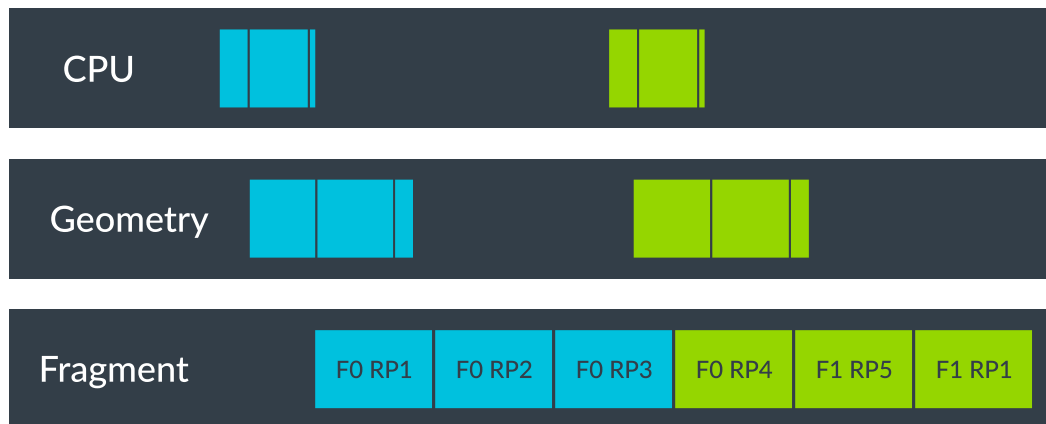 CPU
Geometry
Fragment
F0 RP1
F0 RP2
F0 RP3
F0 RP4
F1 RP5
F1 RP1